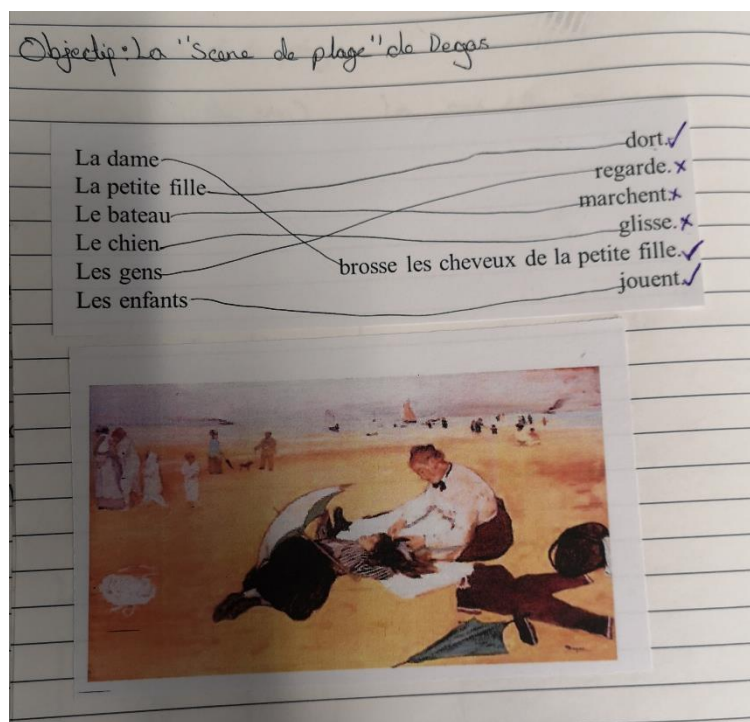 Objectif: La "Scene de plage" de Degas
La dame
La petite fille
Le bateau
Le chien
Les gens
Les enfants
dort. ✓
regarde. x
marchent. x
glisse. x
brosse les cheveux de la petite fille. ✓
jouent. ✓